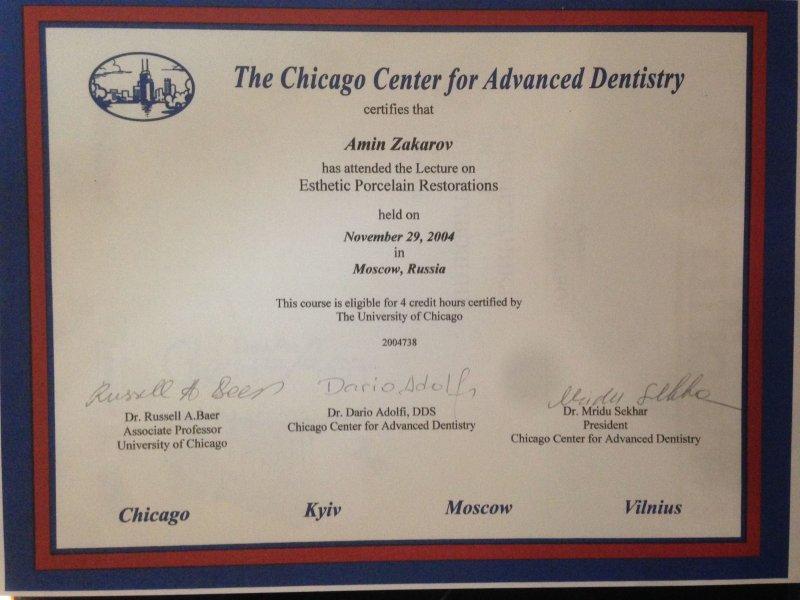 The Chicago Center for Advanced Dentistry
certifies that
Amin Zakarov
has attended the Lecture on
Esthetic Porcelain Restorations
held on
November 29, 2004
in
Moscow, Russia
This course is eligible for 4 credit hours certified by
The University of Chicago
2004738
Russell A Baer
Dario Adolfi
Mridu Sekhar
Dr. Russell A.Baer
Associate Professor
University of Chicago
Dr. Dario Adolfi, DDS
Chicago Center for Advanced Dentistry
Dr. Mridu Sekhar
President
Chicago Center for Advanced Dentistry
Chicago
Kyiv
Moscow
Vilnius